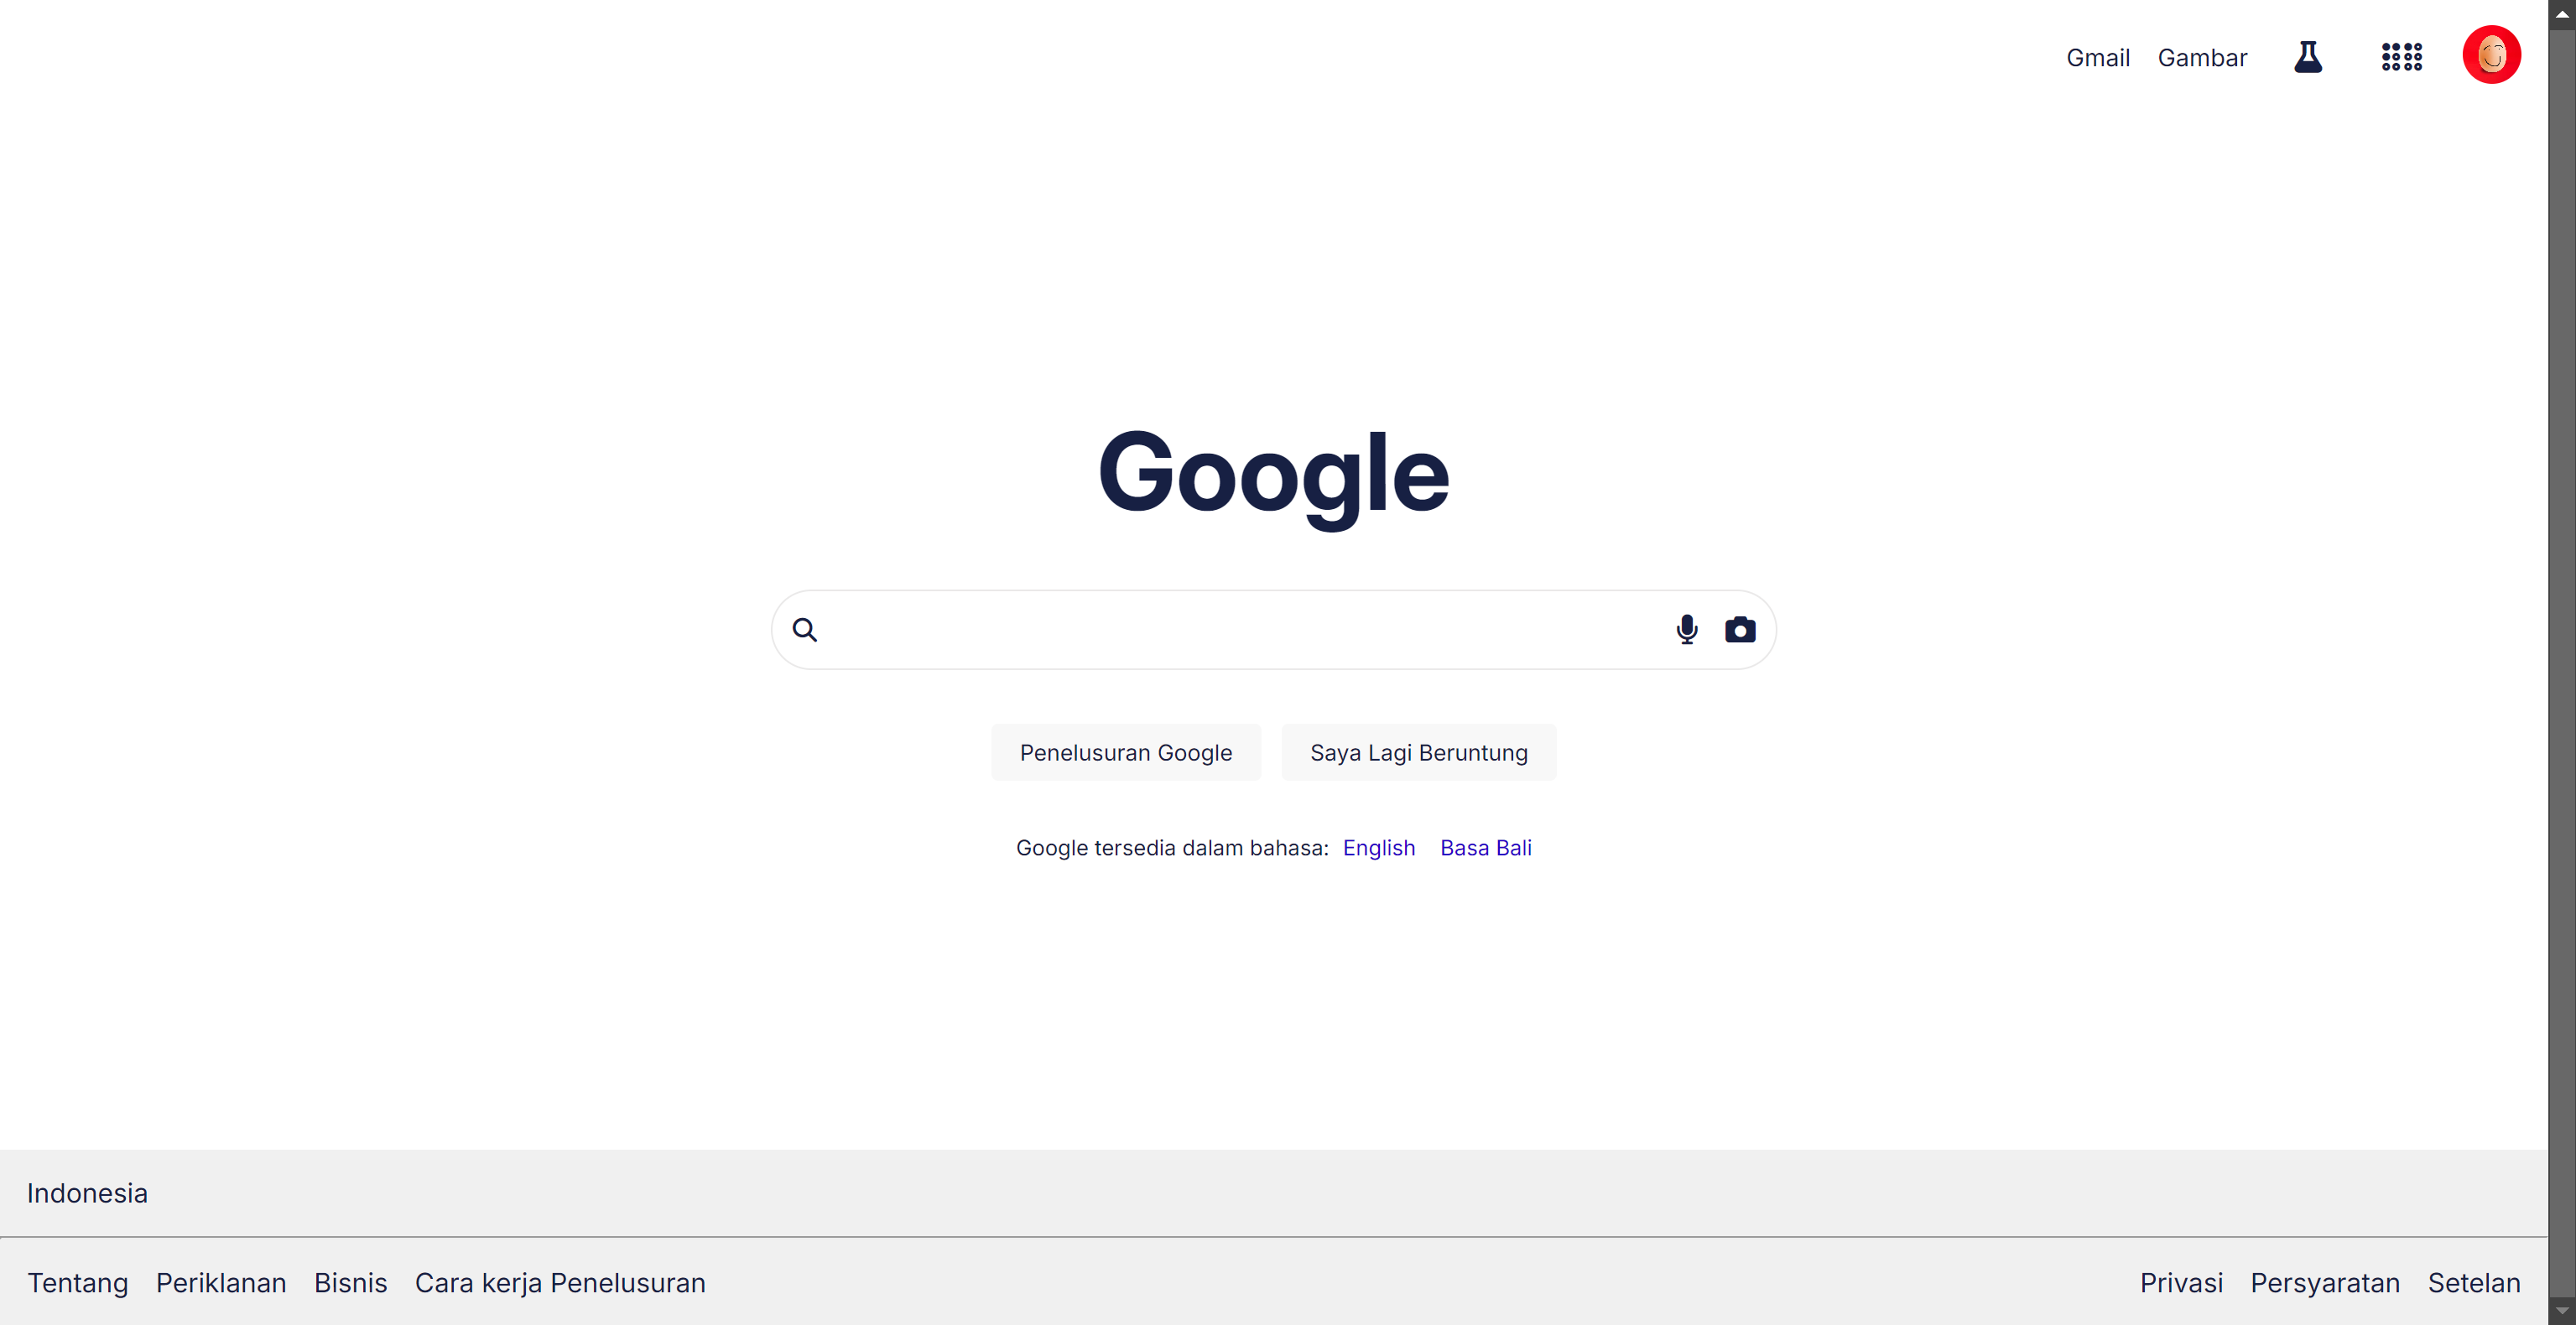 Gmail Gambar
Google
Penelusuran Google Saya Lagi Beruntung
Google tersedia dalam bahasa: English Basa Bali
Indonesia
Tentang Periklanan Bisnis Cara kerja Penelusuran Privasi Persyaratan Setelan